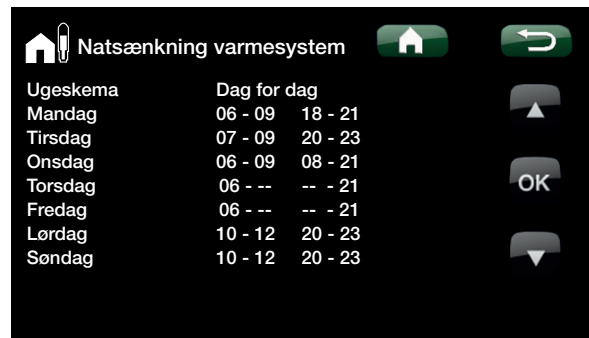 Natsænkning varmesystem
Ugeskema Dag for dag
Mandag 06 - 09 18 - 21
Tirsdag 07 - 09 20 - 23
Onsdag 06 - 09 08 - 21
Torsdag 06 - -- -- - 21
Fredag 06 - -- -- - 21
Lørdag 10 - 12 20 - 23
Søndag 10 - 12 20 - 23
OK